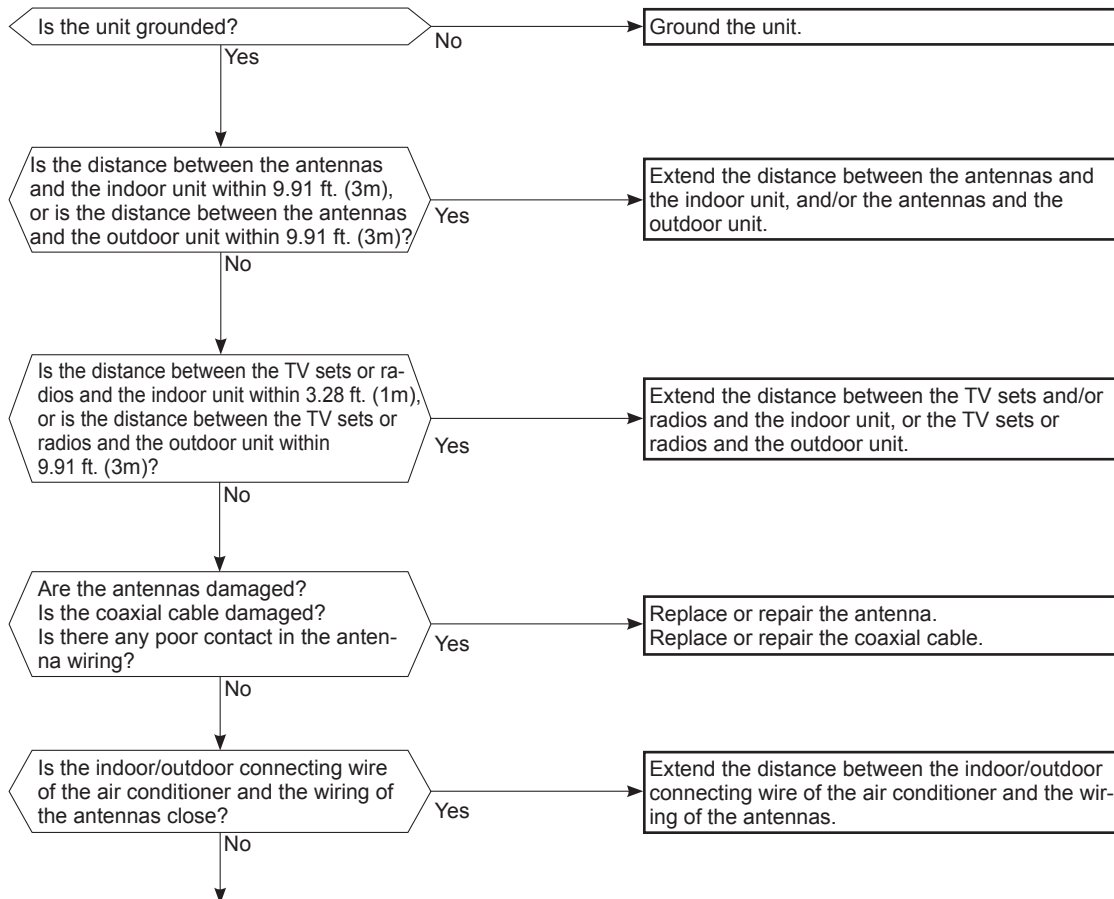 Is the unit grounded?
No
Ground the unit.
Yes
Is the distance between the antennas
and the indoor unit within 9.91 ft. (3m),
or is the distance between the antennas
and the outdoor unit within 9.91 ft. (3m)?
Yes
Extend the distance between the antennas and
the indoor unit, and/or the antennas and the
outdoor unit.
No
Is the distance between the TV sets or ra-
dios and the indoor unit within 3.28 ft. (1m),
or is the distance between the TV sets or
radios and the outdoor unit within
9.91 ft. (3m)?
Yes
Extend the distance between the TV sets and/or
radios and the indoor unit, or the TV sets or
radios and the outdoor unit.
No
Are the antennas damaged?
Is the coaxial cable damaged?
Is there any poor contact in the anten-
na wiring?
Yes
Replace or repair the antenna.
Replace or repair the coaxial cable.
No
Is the indoor/outdoor connecting wire
of the air conditioner and the wiring of
the antennas close?
Yes
Extend the distance between the indoor/outdoor
connecting wire of the air conditioner and the wir-
ing of the antennas.
No